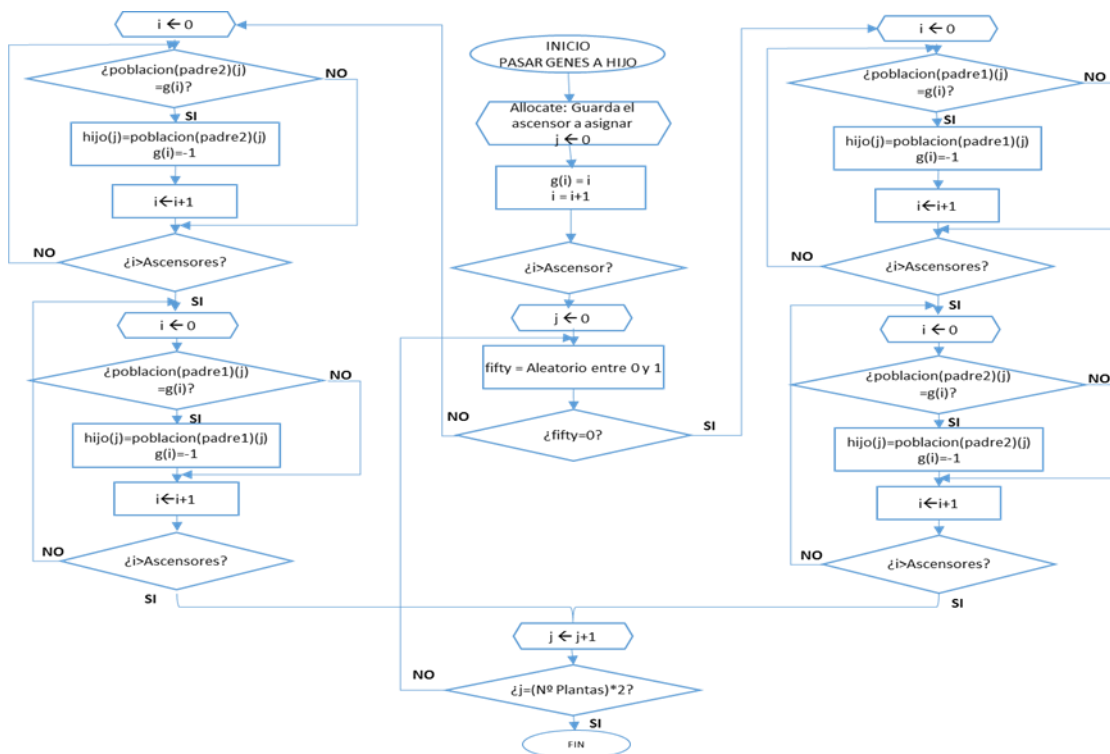 i ← 0
¿poblacion(padre2)(j)
=g(i)?
NO
SI
hijo(j)=poblacion(padre2)(j)
g(i)=-1
i←i+1
NO
¿i>Ascensores?
SI
i ← 0
¿poblacion(padre1)(j)
=g(i)?
NO
SI
hijo(j)=poblacion(padre1)(j)
g(i)=-1
i←i+1
NO
¿i>Ascensores?
SI
INICIO
PASAR GENES A HIJO
Allocate: Guarda el
ascensor a asignar
j ← 0
g(i) = i
i = i+1
¿i>Ascensor?
j ← 0
fifty = Aleatorio entre 0 y 1
NO
¿fifty=0?
SI
i ← 0
¿poblacion(padre1)(j)
=g(i)?
NO
SI
hijo(j)=poblacion(padre1)(j)
g(i)=-1
i←i+1
NO
¿i>Ascensores?
SI
i ← 0
¿poblacion(padre2)(j)
=g(i)?
NO
SI
hijo(j)=poblacion(padre2)(j)
g(i)=-1
i←i+1
NO
¿i>Ascensores?
SI
j ← j+1
NO
¿j=(Nº Plantas)*2?
SI
FIN